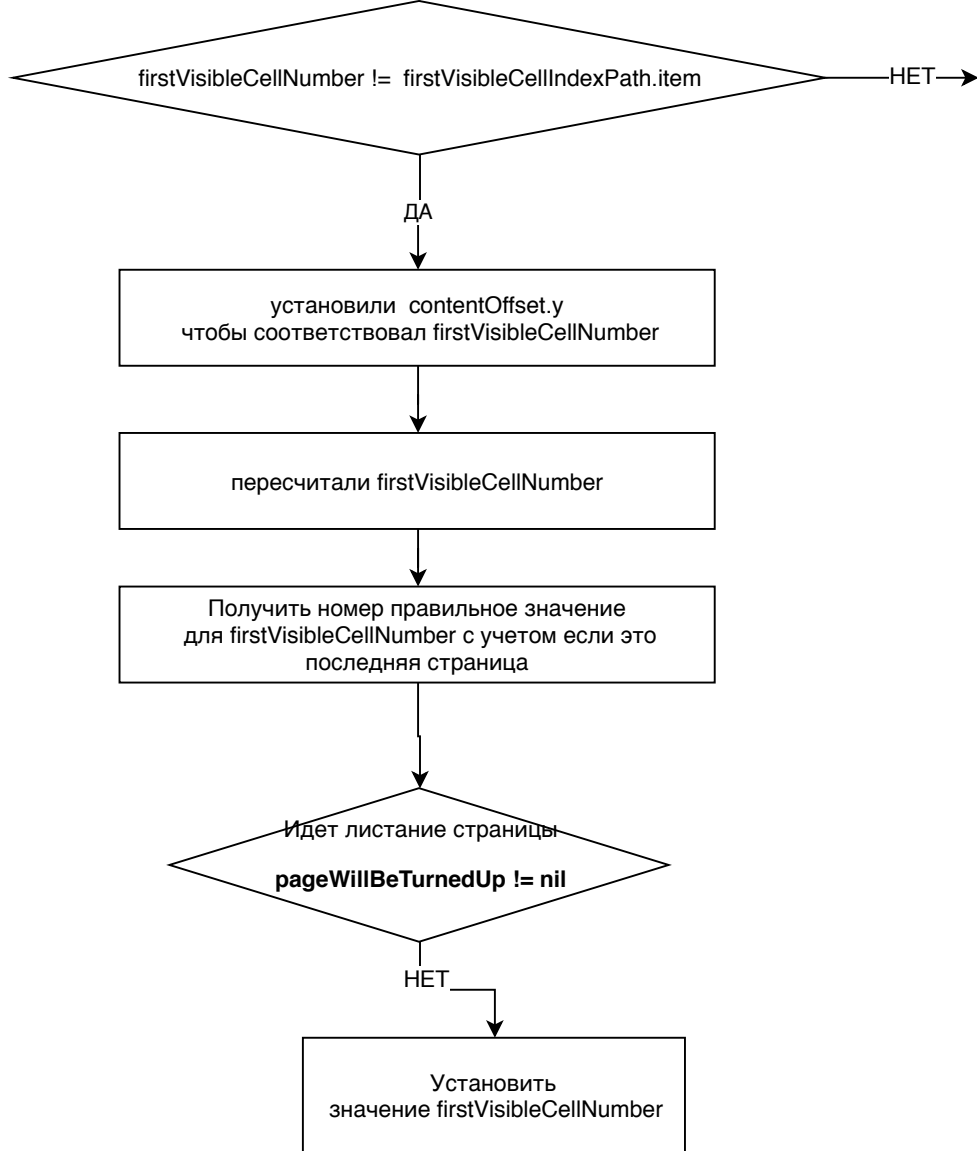 firstVisibleCellNumber != firstVisibleCellIndexPath.item
НЕТ
ДА
установили contentOffset.y
чтобы соответствовал firstVisibleCellNumber
пересчитали firstVisibleCellNumber
Получить номер правильное значение
для firstVisibleCellNumber с учетом если это
последняя страница
Идет листание страницы
pageWillBeTurnedUp != nil
НЕТ
Установить
значение firstVisibleCellNumber